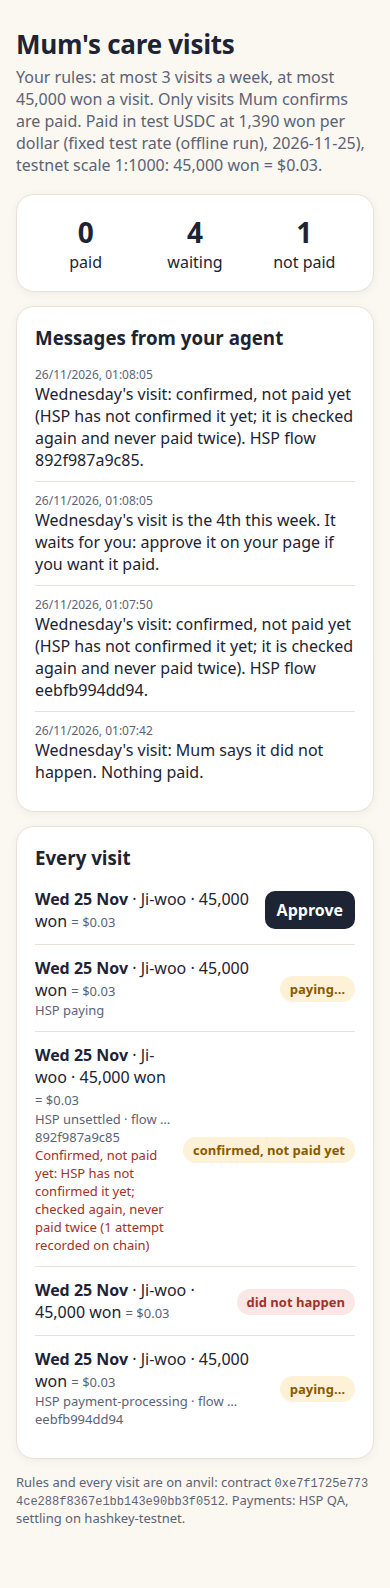 Mum's care visits
Your rules: at most 3 visits a week, at most
45,000 won a visit. Only visits Mum confirms
are paid. Paid in test USDC at 1,390 won per
dollar (fixed test rate (offline run), 2026-11-25),
testnet scale 1:1000: 45,000 won = $0.03.
0
paid
4
waiting
1
not paid
Messages from your agent
26/11/2026, 01:08:05
Wednesday's visit: confirmed, not paid yet
(HSP has not confirmed it yet; it is checked
again and never paid twice). HSP flow
892f987a9c85.
26/11/2026, 01:08:05
Wednesday's visit is the 4th this week. It
waits for you: approve it on your page if
you want it paid.
26/11/2026, 01:07:50
Wednesday's visit: confirmed, not paid yet
(HSP has not confirmed it yet; it is checked
again and never paid twice). HSP flow
eebfb994dd94.
26/11/2026, 01:07:42
Wednesday's visit: Mum says it did not
happen. Nothing paid.
Every visit
Wed 25 Nov · Ji-woo · 45,000
won = $0.03
Approve
Wed 25 Nov · Ji-woo · 45,000
won = $0.03
HSP paying
paying...
Wed 25 Nov · Ji-
woo · 45,000 won
= $0.03
HSP unsettled · flow ...
892f987a9c85
Confirmed, not paid
yet: HSP has not
confirmed it yet;
checked again, never
paid twice (1 attempt
recorded on chain)
confirmed, not paid yet
Wed 25 Nov · Ji-woo ·
45,000 won = $0.03
did not happen
Wed 25 Nov · Ji-woo · 45,000
won = $0.03
HSP payment-processing · flow ...
eebfb994dd94
paying...
Rules and every visit are on anvil: contract 0xe7f1725e773
4ce288f8367e1bb143e90bb3f0512. Payments: HSP QA,
settling on hashkey-testnet.